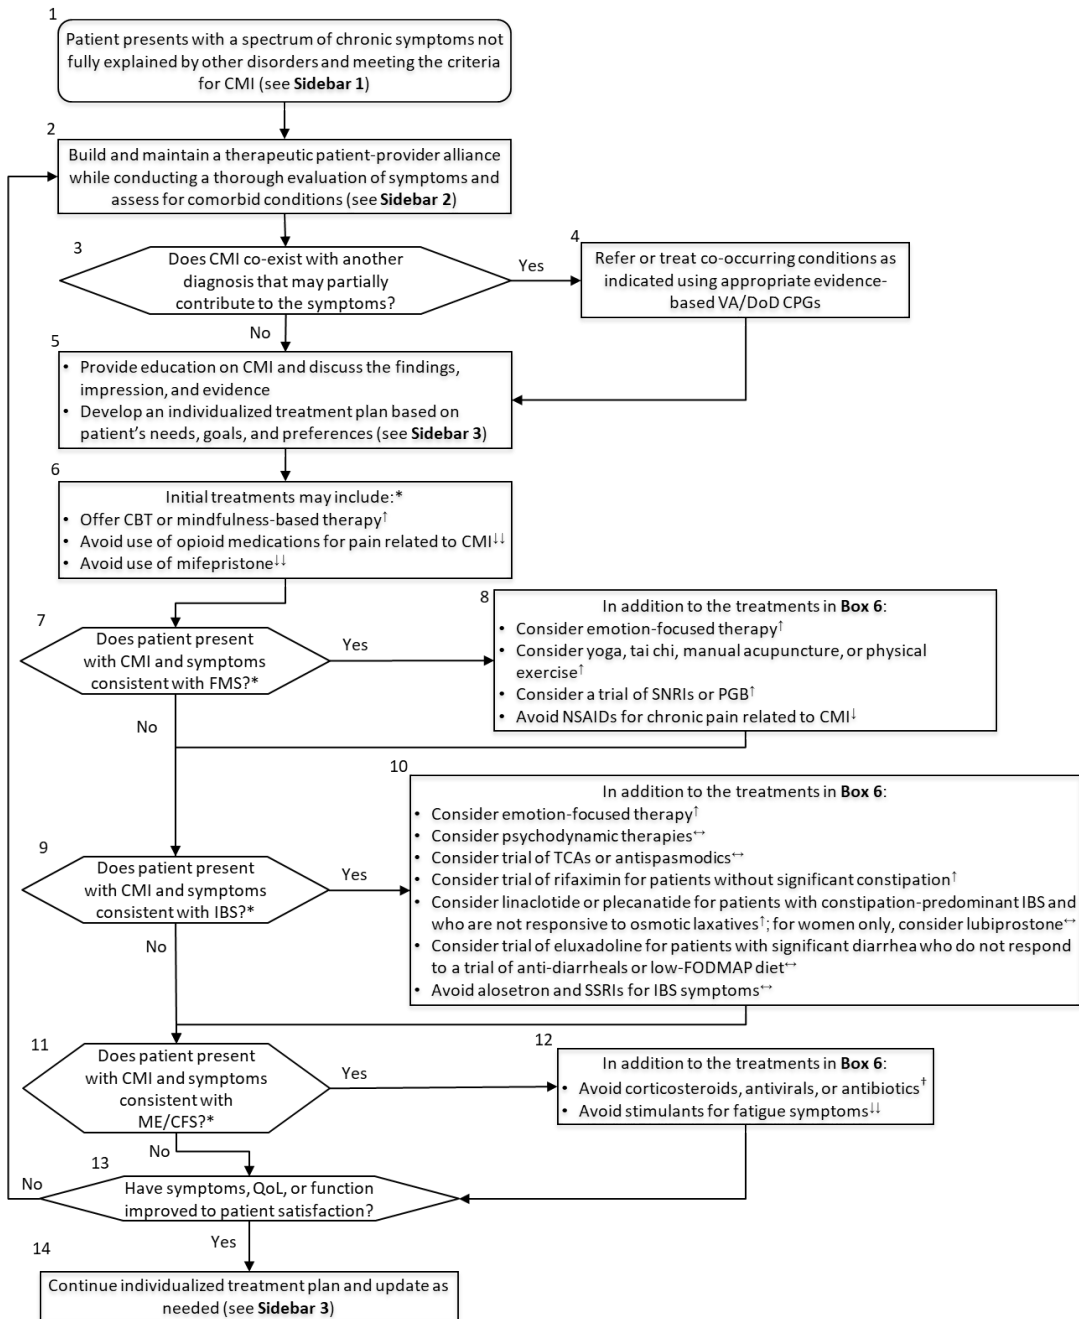 1
Patient presents with a spectrum of chronic symptoms not
fully explained by other disorders and meeting the criteria
for CMI (see Sidebar 1)
2
Build and maintain a therapeutic patient-provider alliance
while conducting a thorough evaluation of symptoms and
assess for comorbid conditions (see Sidebar 2)
3
Does CMI co-exist with another
diagnosis that may partially
contribute to the symptoms?
Yes
4
Refer or treat co-occurring conditions as
indicated using appropriate evidence-
based VA/DoD CPGs
No
5
• Provide education on CMI and discuss the findings,
impression, and evidence
• Develop an individualized treatment plan based on
patient's needs, goals, and preferences (see Sidebar 3)
6
Initial treatments may include:*
• Offer CBT or mindfulness-based therapy↑
• Avoid use of opioid medications for pain related to CMI↓↓
• Avoid use of mifepristone↓↓
7
Does patient present
with CMI and symptoms
consistent with FMS?*
Yes
8
In addition to the treatments in Box 6:
• Consider emotion-focused therapy↑
• Consider yoga, tai chi, manual acupuncture, or physical
exercise↑
• Consider a trial of SNRIs or PGB↑
• Avoid NSAIDs for chronic pain related to CMI↓
No
9
Does patient present
with CMI and symptoms
consistent with IBS?*
Yes
10
In addition to the treatments in Box 6:
• Consider emotion-focused therapy↑
• Consider psychodynamic therapies↔
• Consider trial of TCAs or antispasmodics↔
• Consider trial of rifaximin for patients without significant constipation↑
• Consider linaclotide or plecanatide for patients with constipation-predominant IBS and
who are not responsive to osmotic laxatives↑; for women only, consider lubiprostone↔
• Consider trial of eluxadoline for patients with significant diarrhea who do not respond
to a trial of anti-diarrheals or low-FODMAP diet↔
• Avoid alosetron and SSRIs for IBS symptoms↔
No
11
Does patient present
with CMI and symptoms
consistent with
ME/CFS?*
Yes
12
In addition to the treatments in Box 6:
• Avoid corticosteroids, antivirals, or antibiotics†
• Avoid stimulants for fatigue symptoms↓↓
No
13
Have symptoms, QoL, or function
improved to patient satisfaction?
No
Yes
14
Continue individualized treatment plan and update as
needed (see Sidebar 3)